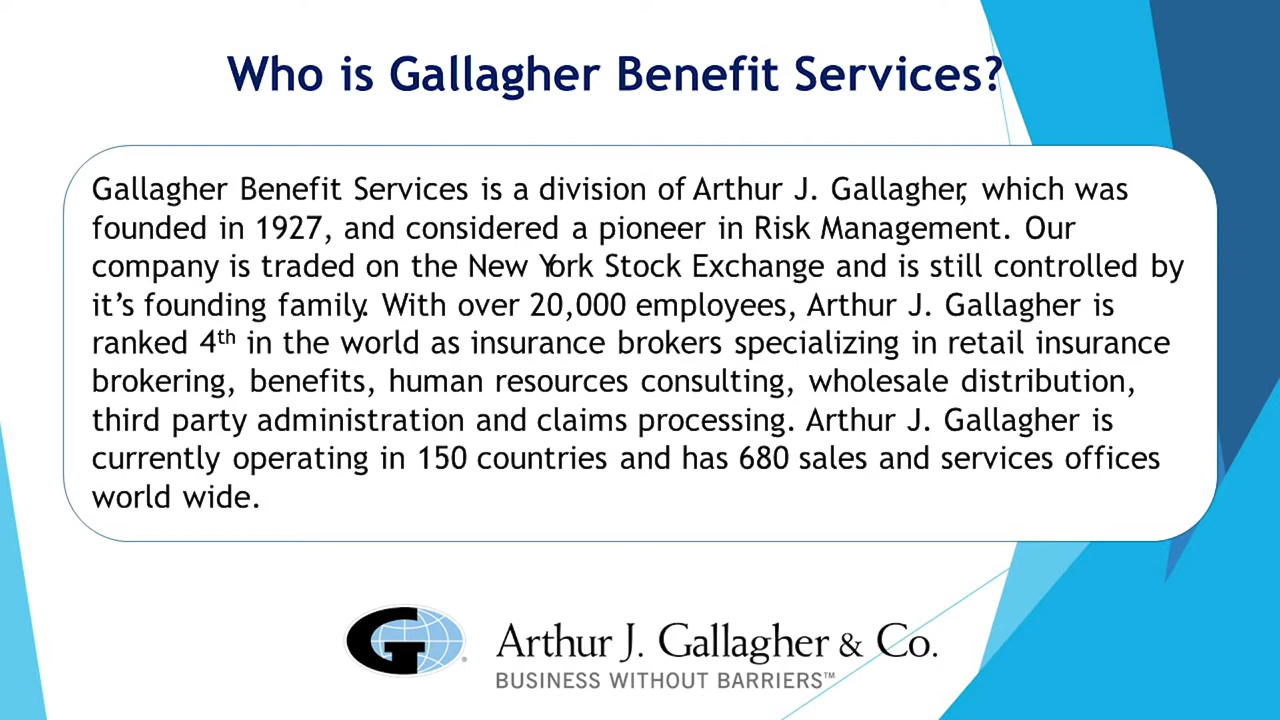 Who is Gallagher Benefit Services?
Gallagher Benefit Services is a division of Arthur J. Gallagher, which was
founded in 1927, and considered a pioneer in Risk Management. Our
company is traded on the New York Stock Exchange and is still controlled by
it's founding family. With over 20,000 employees, Arthur J. Gallagher is
ranked 4th in the world as insurance brokers specializing in retail insurance
brokering, benefits, human resources consulting, wholesale distribution,
third party administration and claims processing. Arthur J. Gallagher is
currently operating in 150 countries and has 680 sales and services offices
world wide.
G
Arthur J. Gallagher & Co.
BUSINESS WITHOUT BARRIERS™